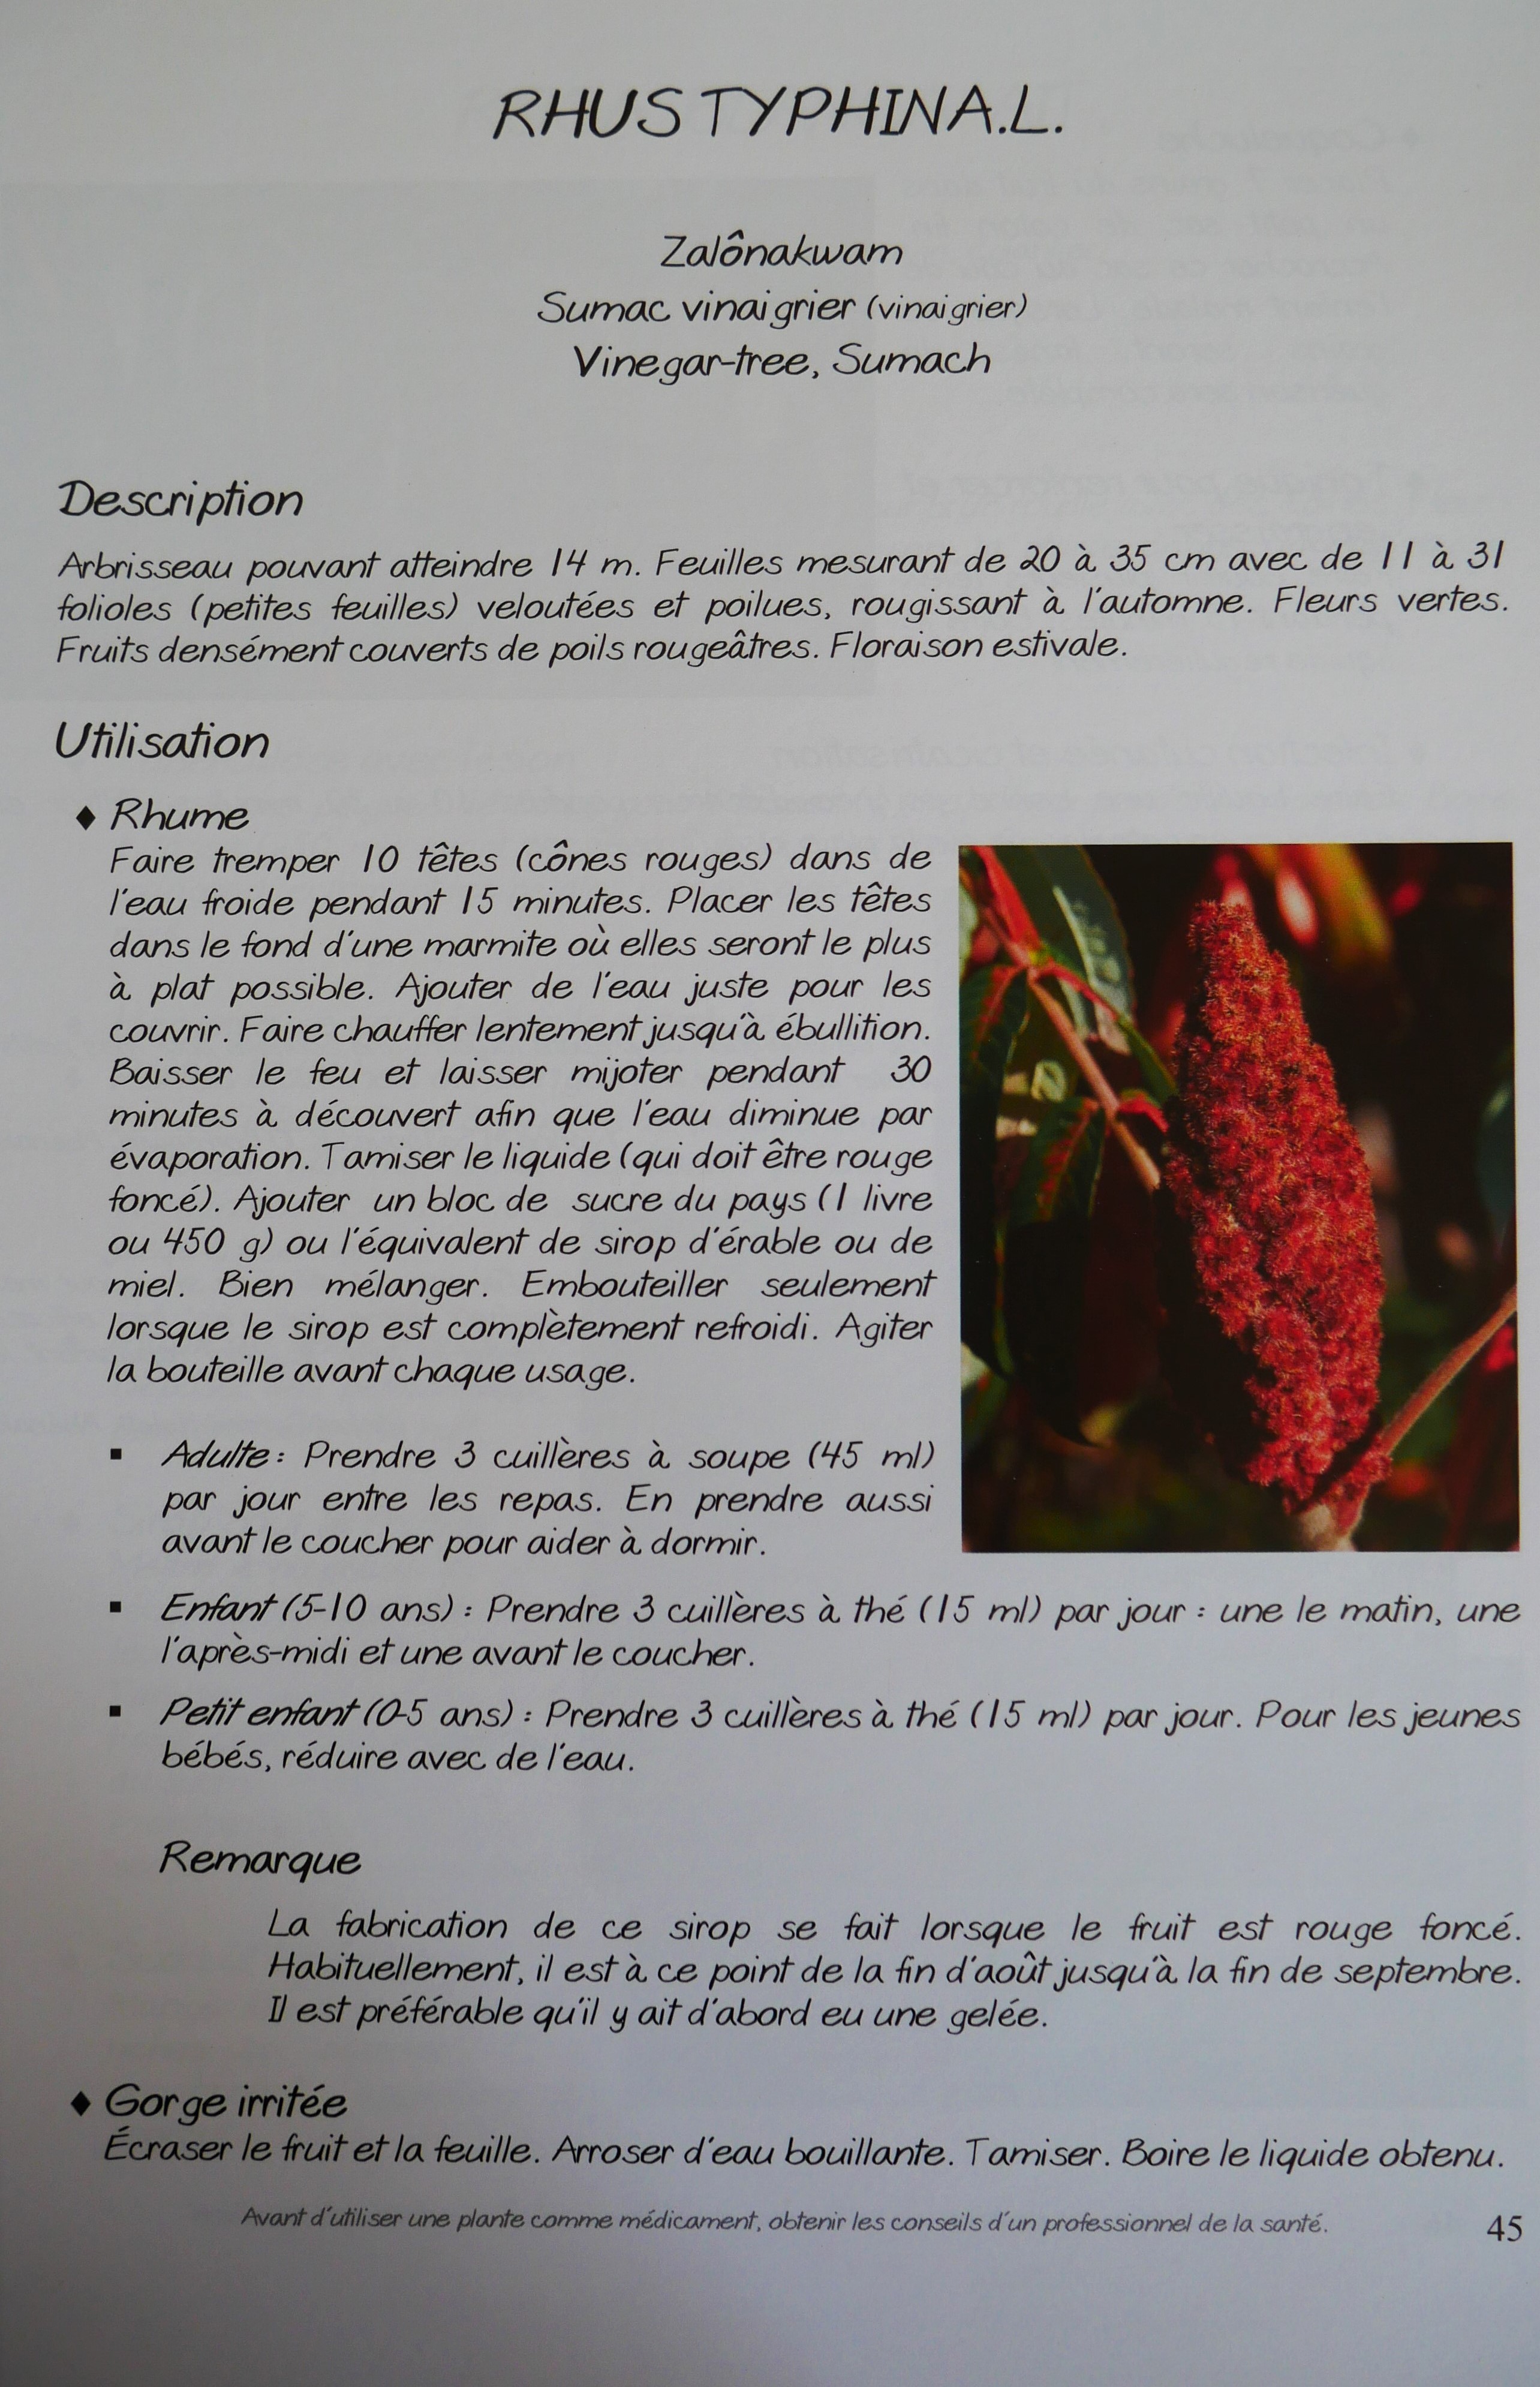 RHUS TYPHINA.L.
Zalônakwam
Sumac vinaigrier (vinaigrier)
Vinegar-tree, Sumach
Description
Arbrisseau pouvant atteindre 14 m. Feuilles mesurant de 20 à 35 cm avec de 11 à 31
folioles (petites feuilles) veloutées et poilues, rougissant à l'automne. Fleurs vertes.
Fruits densément couverts de poils rougeâtres. Floraison estivale.
Utilisation
♦ Rhume
Faire tremper 10 têtes (cônes rouges) dans de
l'eau froide pendant 15 minutes. Placer les têtes
dans le fond d'une marmite où elles seront le plus
à plat possible. Ajouter de l'eau juste pour les
couvrir. Faire chauffer lentement jusqu'à ébullition.
Baisser le feu et laisser mijoter pendant 30
minutes à découvert afin que l'eau diminue par
évaporation. Tamiser le liquide (qui doit être rouge
foncé). Ajouter un bloc de sucre du pays (1 livre
ou 450 g) ou l'équivalent de sirop d'érable ou de
miel. Bien mélanger. Embouteiller seulement
lorsque le sirop est complètement refroidi. Agiter
la bouteille avant chaque usage.
▪ Adulte : Prendre 3 cuillères à soupe (45 ml)
par jour entre les repas. En prendre aussi
avant le coucher pour aider à dormir.
▪ Enfant (5-10 ans) : Prendre 3 cuillères à thé (15 ml) par jour : une le matin, une
l'après-midi et une avant le coucher.
▪ Petit enfant (0-5 ans) : Prendre 3 cuillères à thé (15 ml) par jour. Pour les jeunes
bébés, réduire avec de l'eau.
Remarque
La fabrication de ce sirop se fait lorsque le fruit est rouge foncé.
Habituellement, il est à ce point de la fin d'août jusqu'à la fin de septembre.
Il est préférable qu'il y ait d'abord eu une gelée.
♦ Gorge irritée
Écraser le fruit et la feuille. Arroser d'eau bouillante. Tamiser. Boire le liquide obtenu.
Avant d'utiliser une plante comme médicament, obtenir les conseils d'un professionnel de la santé.
45